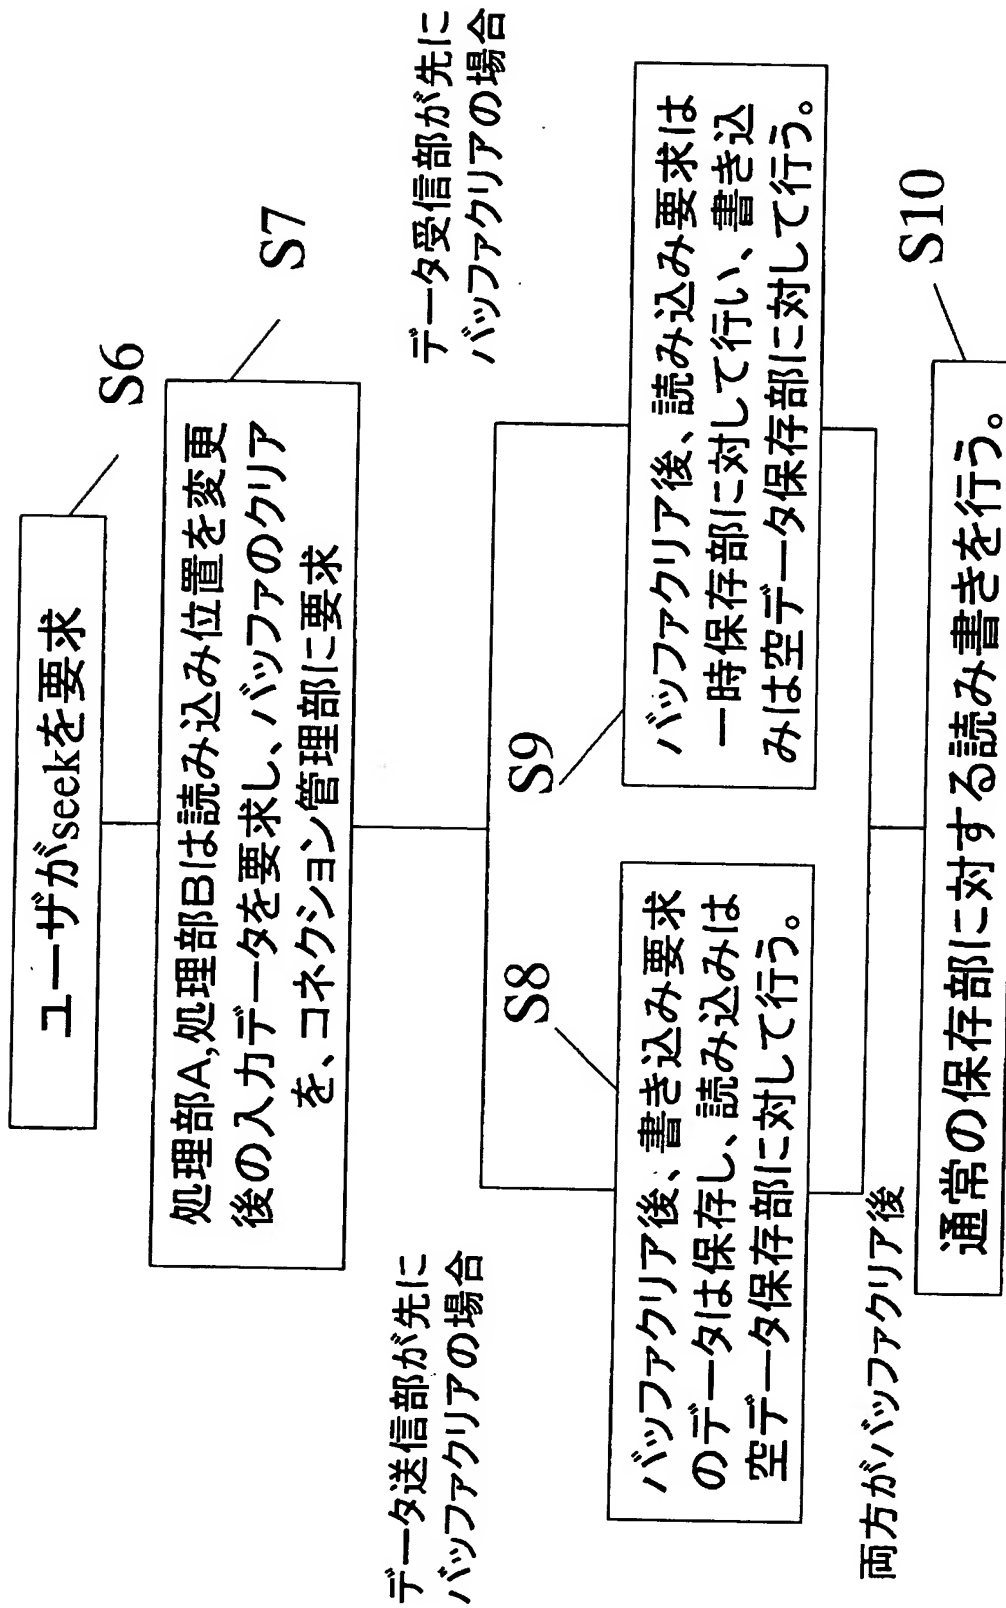 ユーザがseekを要求
S6
処理部A,処理部Bは読み込み位置を変更
後の入力データを要求し、バッファのクリア
を、コネクション管理部に要求
S7
データ送信部が先に
バッファクリアの場合
データ受信部が先に
バッファクリアの場合
S8
バッファクリア後、書き込み要求
のデータは保存し、読み込みは
空データ保存部に対して行う。
S9
バッファクリア後、読み込み要求は
一時保存部に対して行い、書き込
みは空データ保存部に対して行う。
両方がバッファクリア後
S10
通常の保存部に対する読み書きを行う。